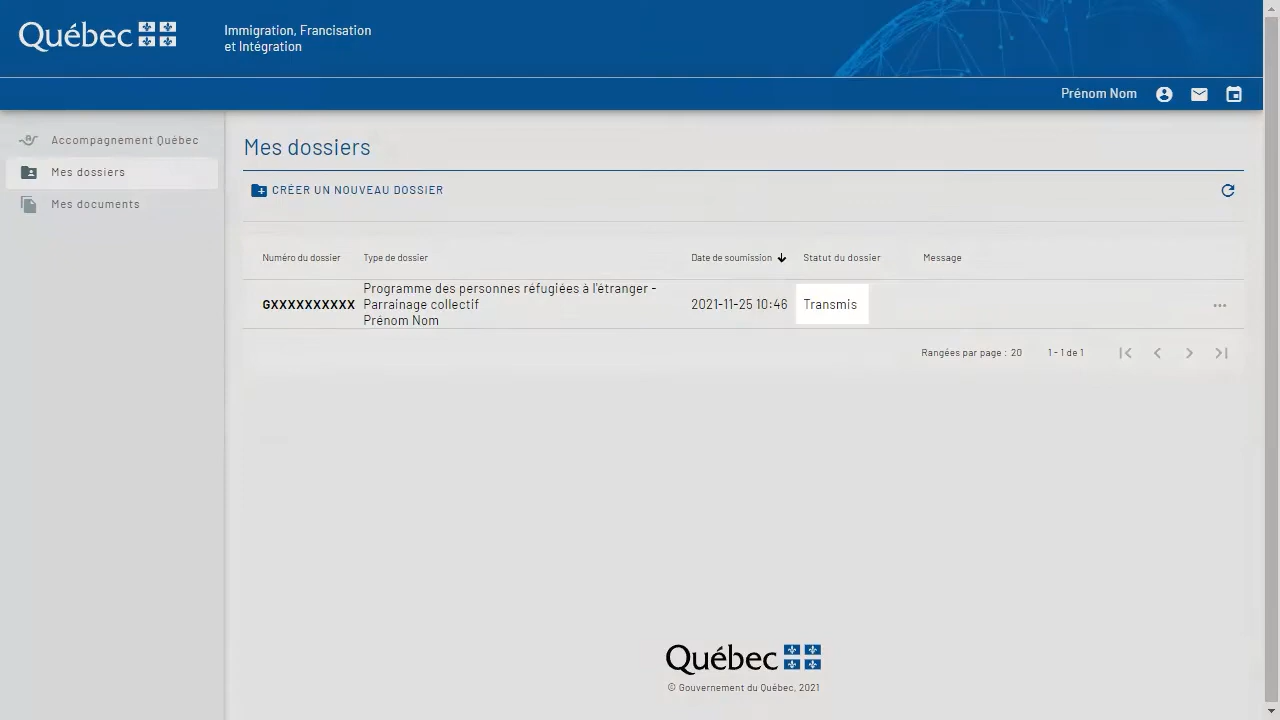 Québec
Immigration, Francisation
et Intégration
Prénom Nom
Accompagnement Québec
Mes dossiers
Mes documents
Mes dossiers
CRÉER UN NOUVEAU DOSSIER
Numéro du dossier Type de dossier Date de soumission Statut du dossier Message
Programme des personnes réfugiées à l'étranger -
GXXXXXXXXXX Parrainage collectif 2021-11-25 10:46 Transmis
Prénom Nom
Rangées par page : 20 1 - 1 de 1
Québec
© Gouvernement du Québec, 2021